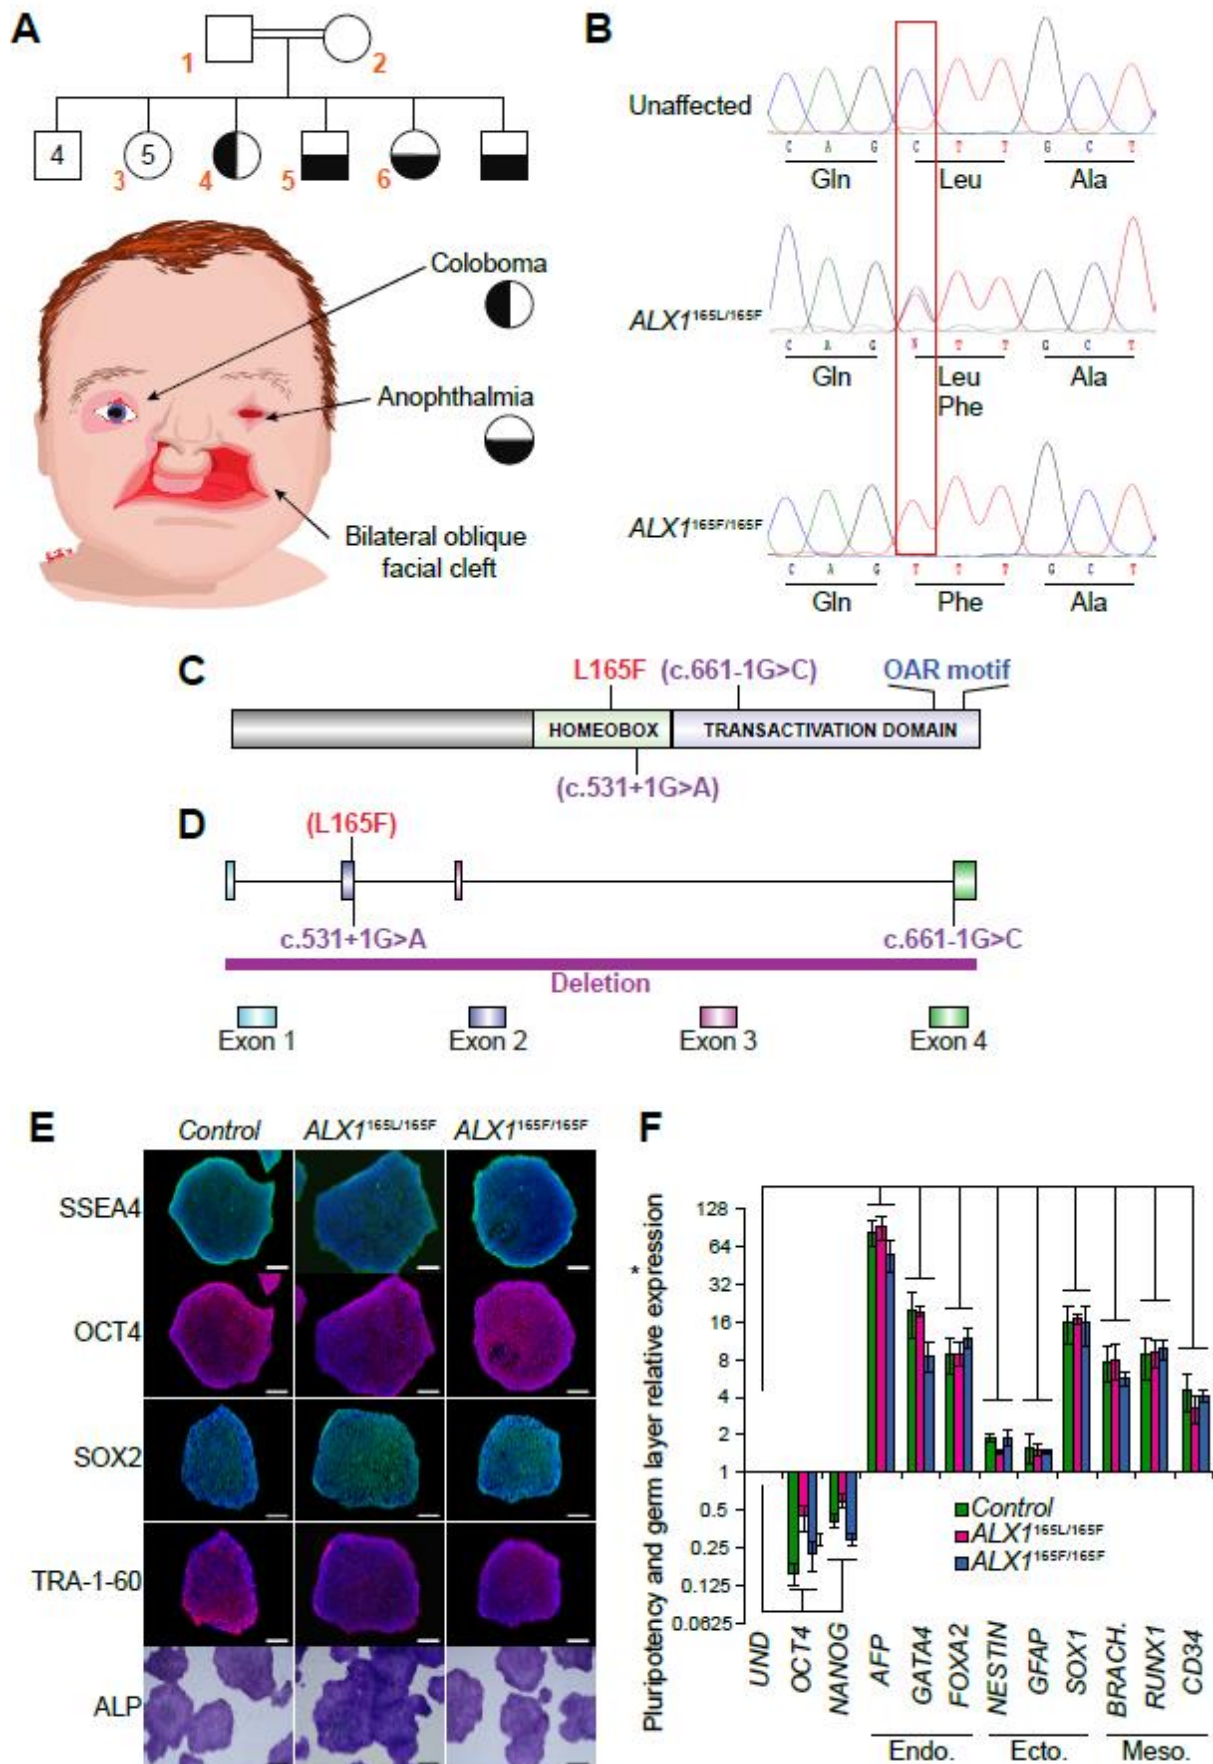 A
1
2
4
5
3
4
5
6
Coloboma
Anophthalmia
Bilateral oblique
facial cleft
B
Unaffected
C A G C T T G C T
Gln Leu Ala
ALX1165L/165F
C A G N T T G C T
Gln Leu Ala
Phe
ALX1165F/165F
C A G T T T G C T
Gln Phe Ala
C
L165F (c.661-1G>C) OAR motif
HOMEOBOX TRANSACTIVATION DOMAIN
(c.531+1G>A)
D
(L165F)
c.531+1G>A c.661-1G>C
Deletion
Exon 1 Exon 2 Exon 3 Exon 4
E
Control ALX1165L/165F ALX1165F/165F
SSEA4
OCT4
SOX2
TRA-1-60
ALP
F
Pluripotency and germ layer relative expression
*
128
64
32
16
8
4
2
1
0.5
0.25
0.125
0.0625
Control
ALX1165L/165F
ALX1165F/165F
UND OCT4 NANOG AFP GATA4 FOXA2 NESTIN GFAP SOX1 BRACH. RUNX1 CD34
Endo. Ecto. Meso.